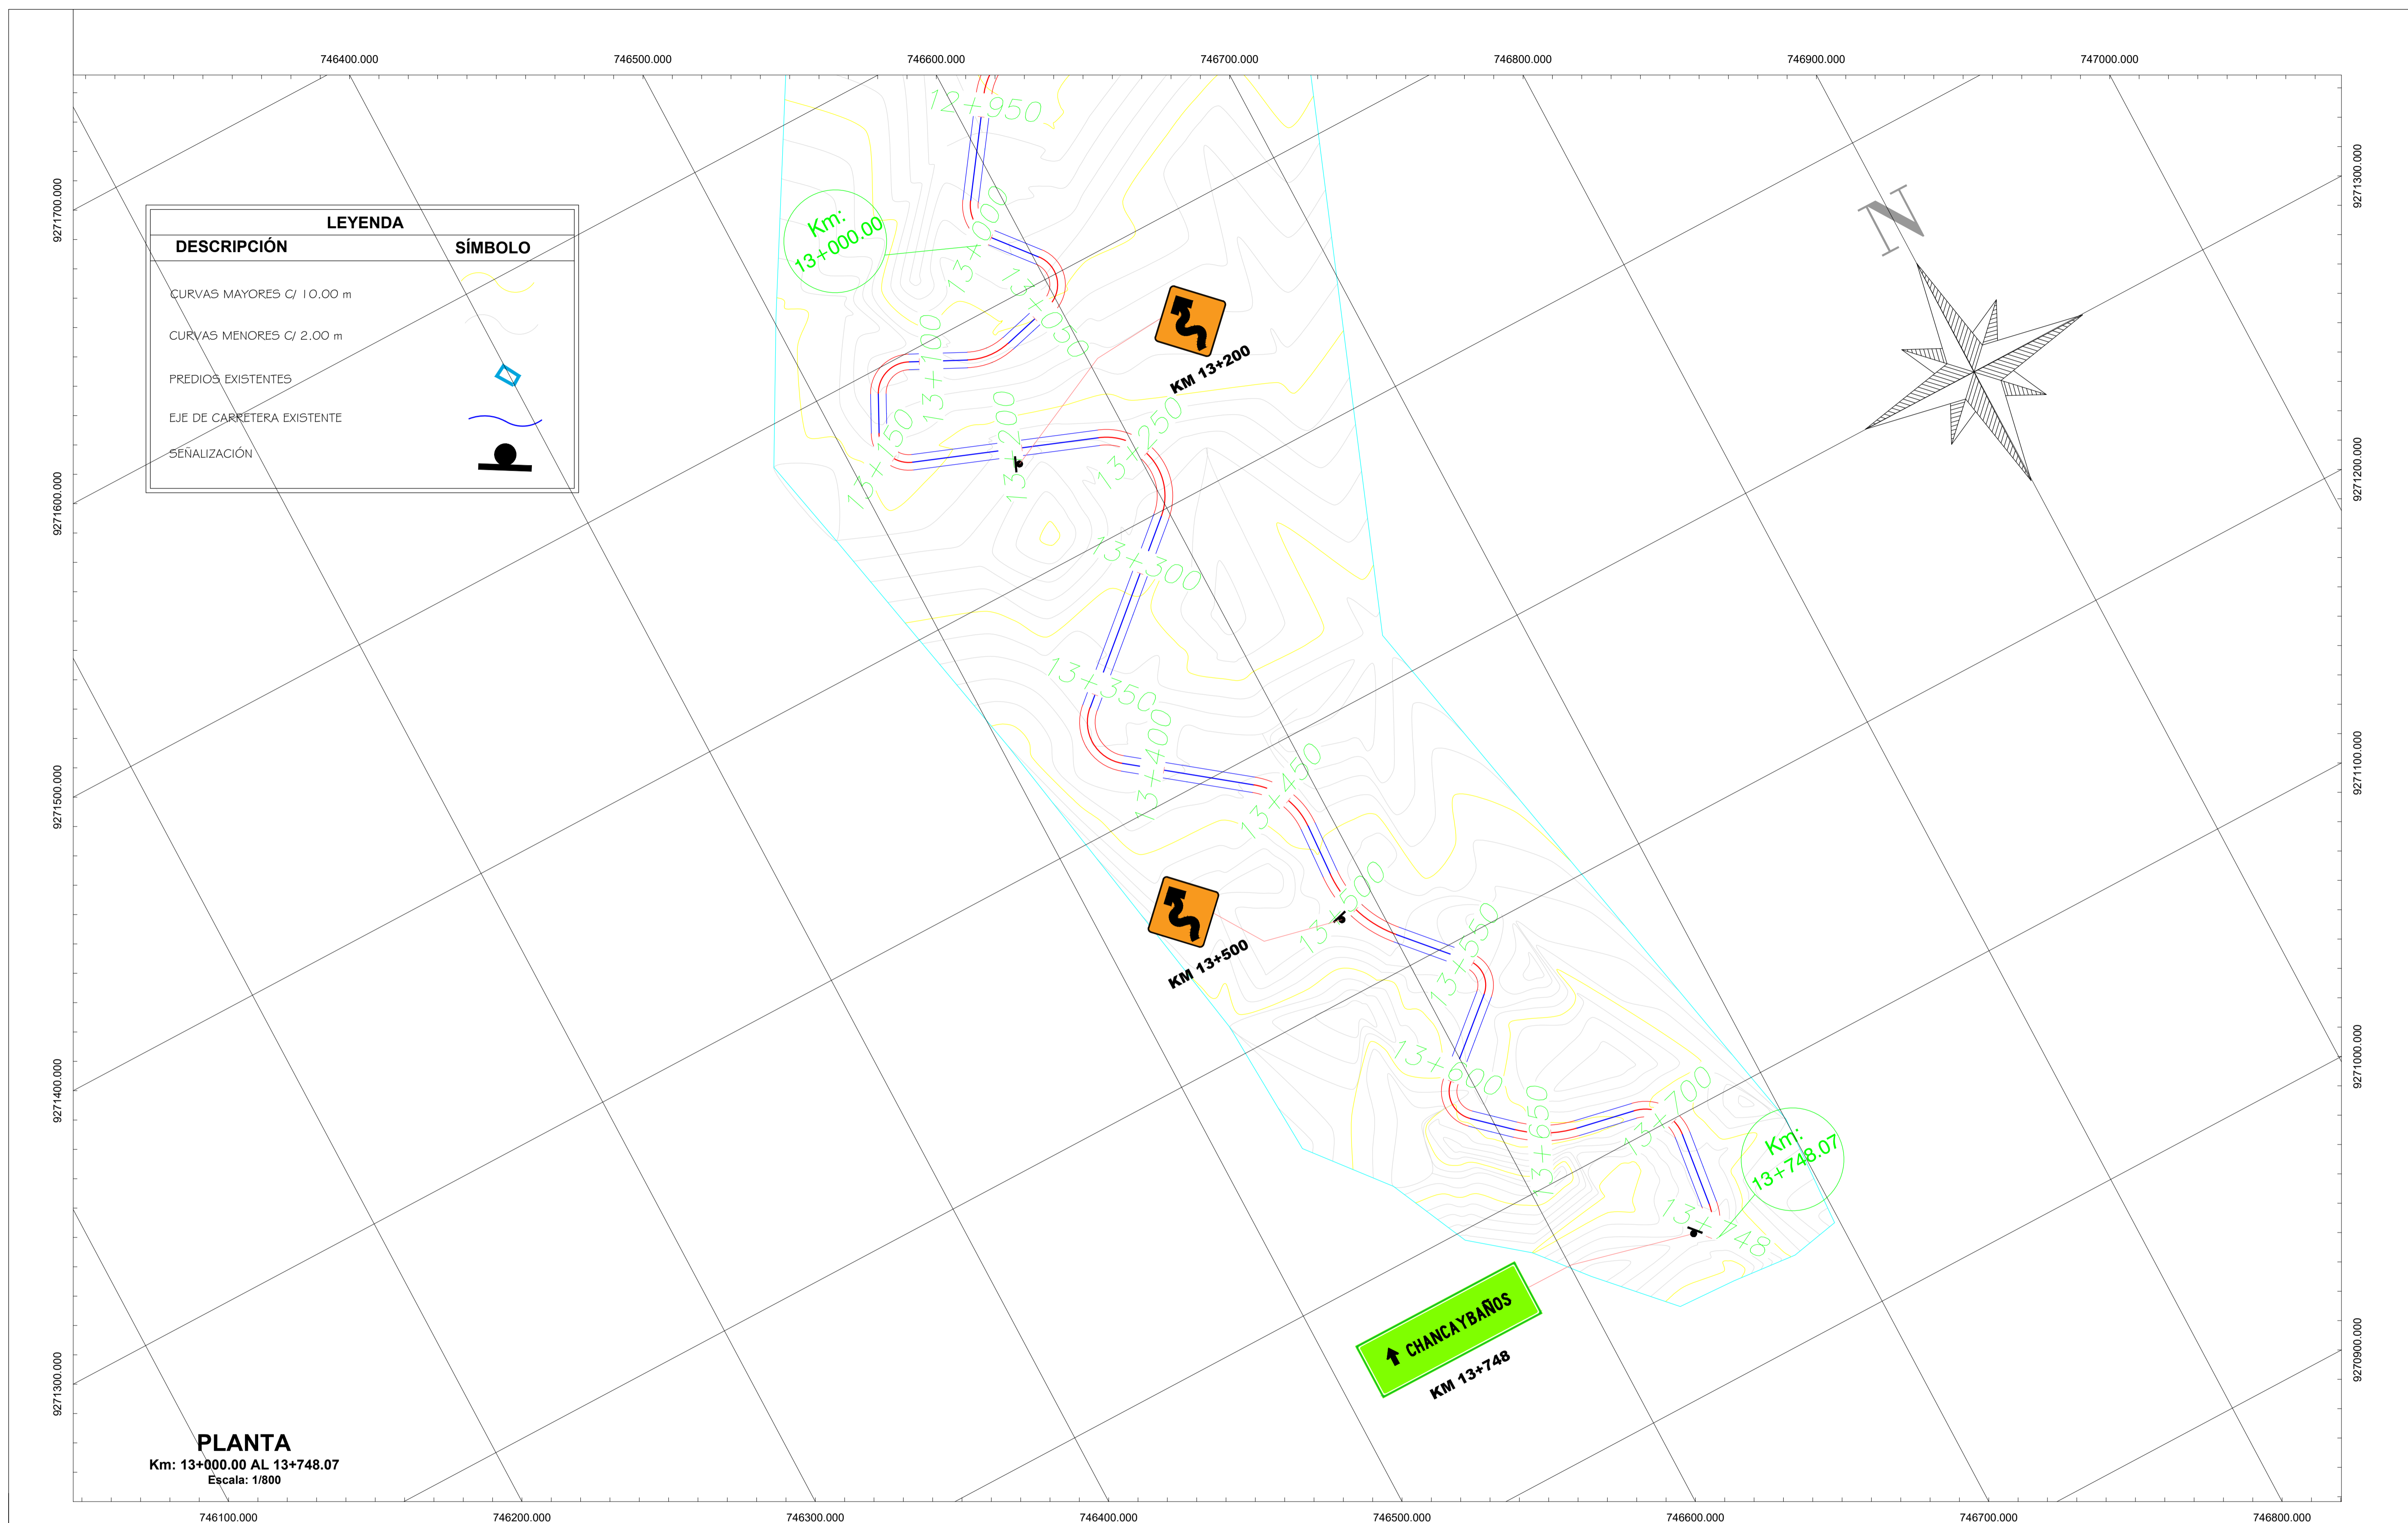 746400.000
746500.000
746600.000
746700.000
746800.000
746900.000
747000.000
9271700.000
9271600.000
9271500.000
9271400.000
9271300.000
9271300.000
9271200.000
9271100.000
9271000.000
9270900.000
LEYENDA
DESCRIPCIÓN SÍMBOLO
CURVAS MAYORES C/ 10.00 m
CURVAS MENORES C/ 2.00 m
PREDIOS EXISTENTES
EJE DE CARRETERA EXISTENTE
SEÑALIZACIÓN
N
12+950
Km:
13+000.00
13+000
13+050
13+100
13+150
13+200
KM 13+200
13+250
13+300
13+350
13+400
13+450
13+500
KM 13+500
13+550
13+600
13+650
13+700
Km:
13+748.07
13+748
CHANCAYBAÑOS
KM 13+748
PLANTA
Km: 13+000.00 AL 13+748.07
Escala: 1/800
746100.000
746200.000
746300.000
746400.000
746500.000
746600.000
746700.000
746800.000